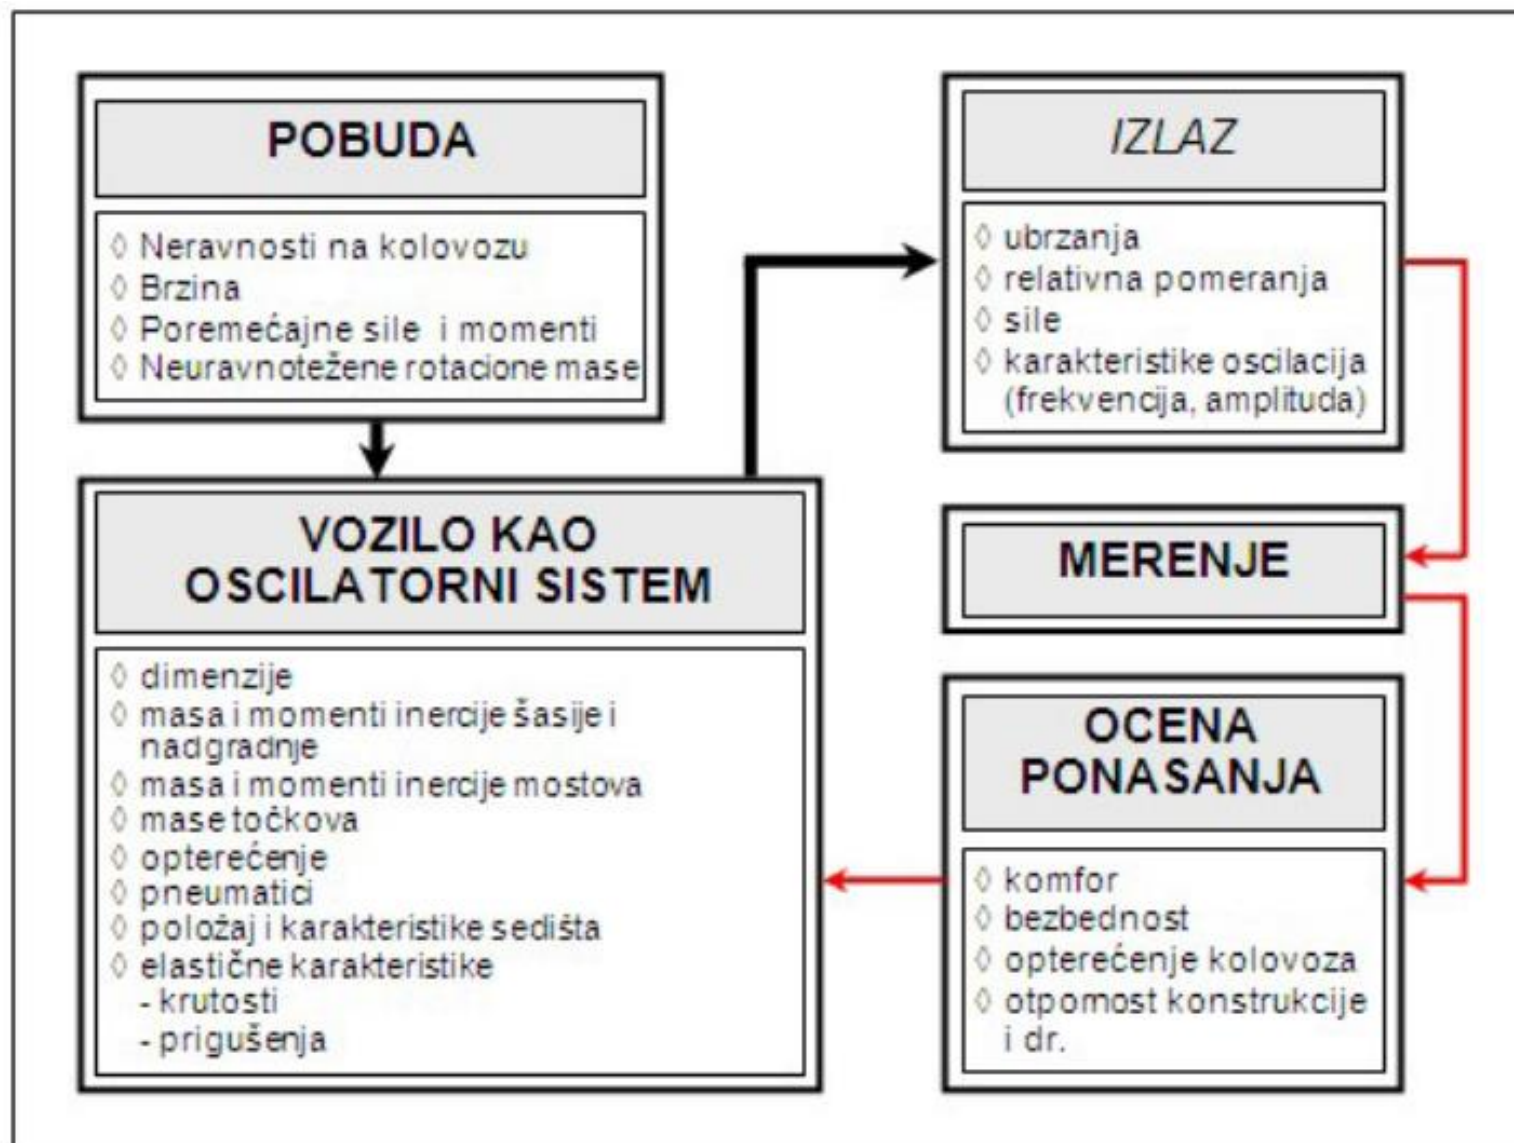 POBUDA
◊ Neravnosti na kolovozu
◊ Brzina
◊ Poremećajne sile i momenti
◊ Neuravnotežene rotacione mase
VOZILO KAO
OSCILATORNI SISTEM
◊ dimenzije
◊ masa i momenti inercije šasije i
nadgradnje
◊ masa i momenti inercije mostova
◊ mase točkova
◊ opterećenje
◊ pneumatici
◊ položaj i karakteristike sedišta
◊ elastične karakteristike
- krutosti
- prigušenja
IZLAZ
◊ ubrzanja
◊ relativna pomeranja
◊ sile
◊ karakteristike oscilacija
(frekvencija, amplituda)
MERENJE
OCENA
PONASANJA
◊ komfor
◊ bezbednost
◊ opterećenje kolovoza
◊ otpornost konstrukcije
i dr.